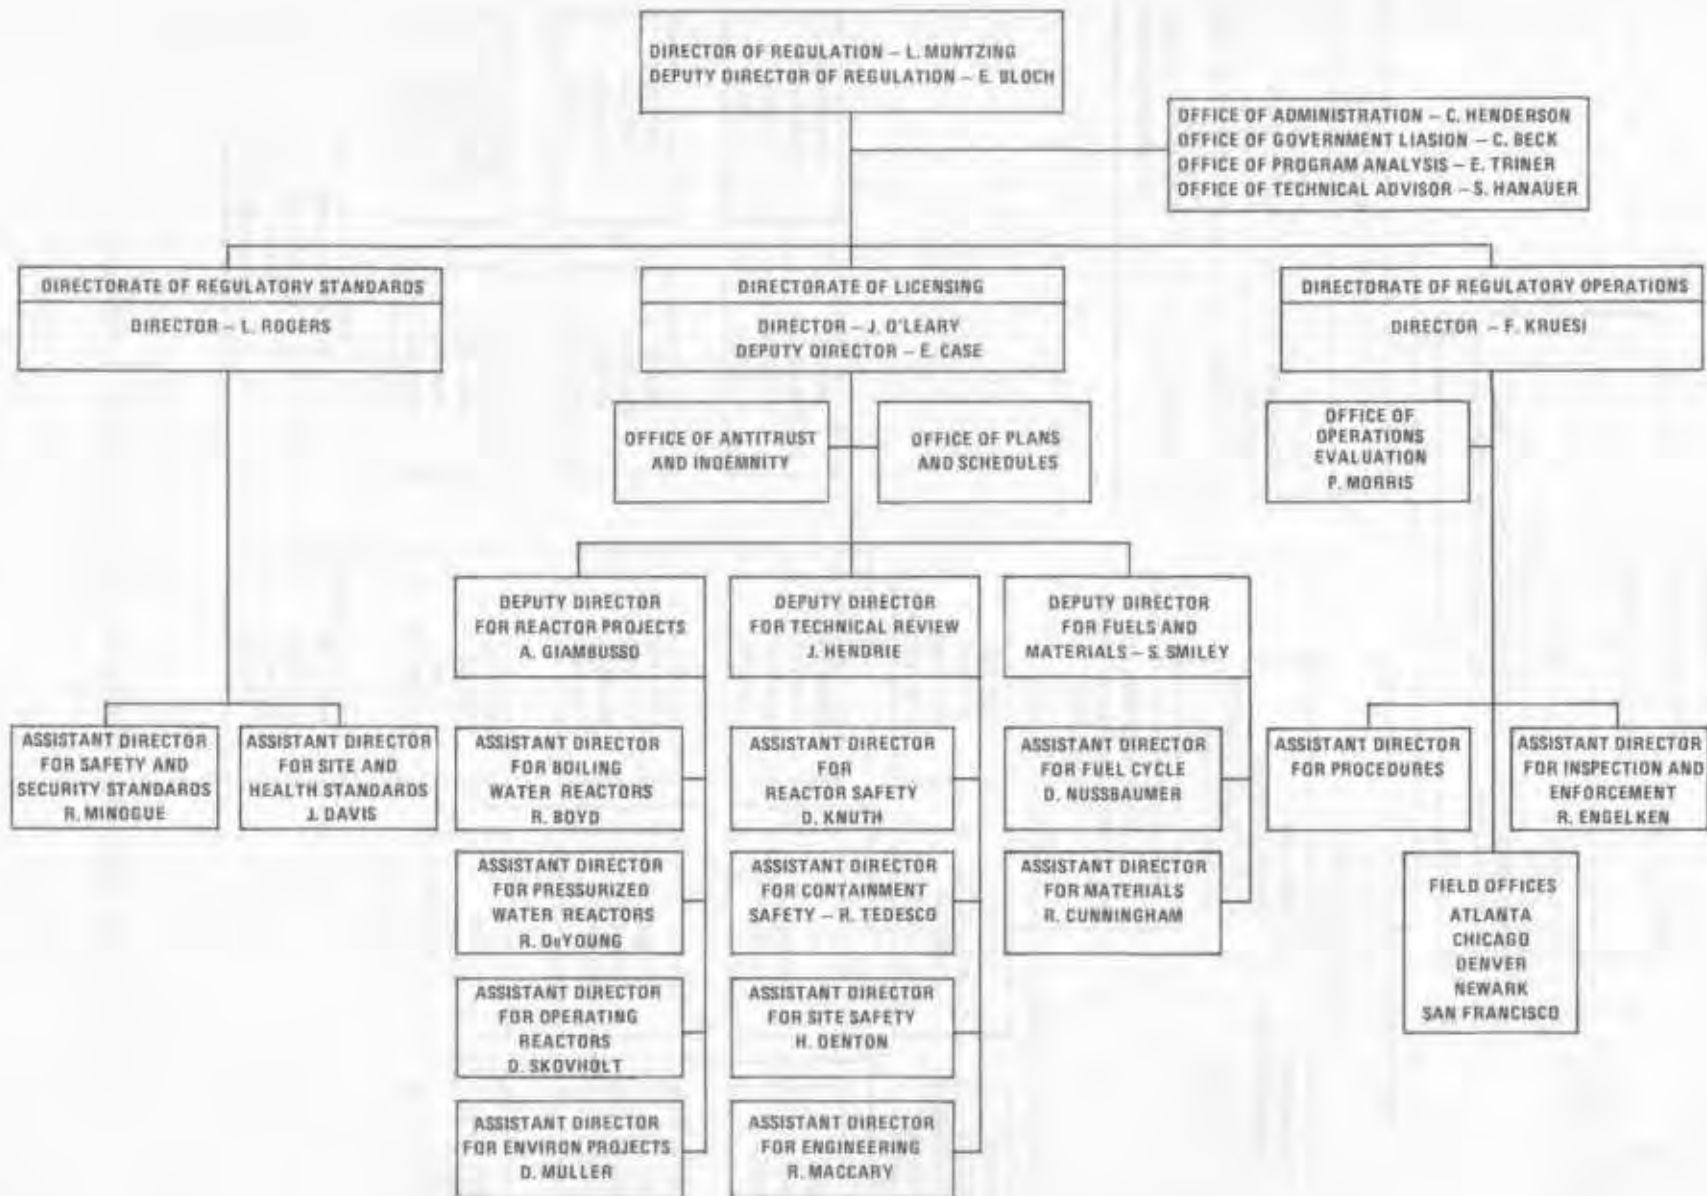 DIRECTOR OF REGULATION – L. MUNTZING
DEPUTY DIRECTOR OF REGULATION – E. BLOCH
OFFICE OF ADMINISTRATION – C. HENDERSON
OFFICE OF GOVERNMENT LIASION – C. BECK
OFFICE OF PROGRAM ANALYSIS – E. TRINER
OFFICE OF TECHNICAL ADVISOR – S. HANAUER
DIRECTORATE OF REGULATORY STANDARDS
DIRECTOR – L. ROGERS
DIRECTORATE OF LICENSING
DIRECTOR – J. O'LEARY
DEPUTY DIRECTOR – E. CASE
DIRECTORATE OF REGULATORY OPERATIONS
DIRECTOR – F. KRUESI
OFFICE OF ANTITRUST
AND INDEMNITY
OFFICE OF PLANS
AND SCHEDULES
OFFICE OF
OPERATIONS
EVALUATION
P. MORRIS
DEPUTY DIRECTOR
FOR REACTOR PROJECTS
A. GIAMBUSSO
DEPUTY DIRECTOR
FOR TECHNICAL REVIEW
J. HENDRIE
DEPUTY DIRECTOR
FOR FUELS AND
MATERIALS – S. SMILEY
ASSISTANT DIRECTOR
FOR SAFETY AND
SECURITY STANDARDS
R. MINOGUE
ASSISTANT DIRECTOR
FOR SITE AND
HEALTH STANDARDS
J. DAVIS
ASSISTANT DIRECTOR
FOR BOILING
WATER REACTORS
R. BOYD
ASSISTANT DIRECTOR
FOR
REACTOR SAFETY
D. KNUTH
ASSISTANT DIRECTOR
FOR FUEL CYCLE
D. NUSSBAUMER
ASSISTANT DIRECTOR
FOR PROCEDURES
ASSISTANT DIRECTOR
FOR INSPECTION AND
ENFORCEMENT
R. ENGELKEN
ASSISTANT DIRECTOR
FOR PRESSURIZED
WATER REACTORS
R. DeYOUNG
ASSISTANT DIRECTOR
FOR CONTAINMENT
SAFETY – R. TEDESCO
ASSISTANT DIRECTOR
FOR MATERIALS
R. CUNNINGHAM
FIELD OFFICES
ATLANTA
CHICAGO
DENVER
NEWARK
SAN FRANCISCO
ASSISTANT DIRECTOR
FOR OPERATING
REACTORS
D. SKOVHOLT
ASSISTANT DIRECTOR
FOR SITE SAFETY
H. DENTON
ASSISTANT DIRECTOR
FOR ENVIRON PROJECTS
D. MULLER
ASSISTANT DIRECTOR
FOR ENGINEERING
R. MACCARY